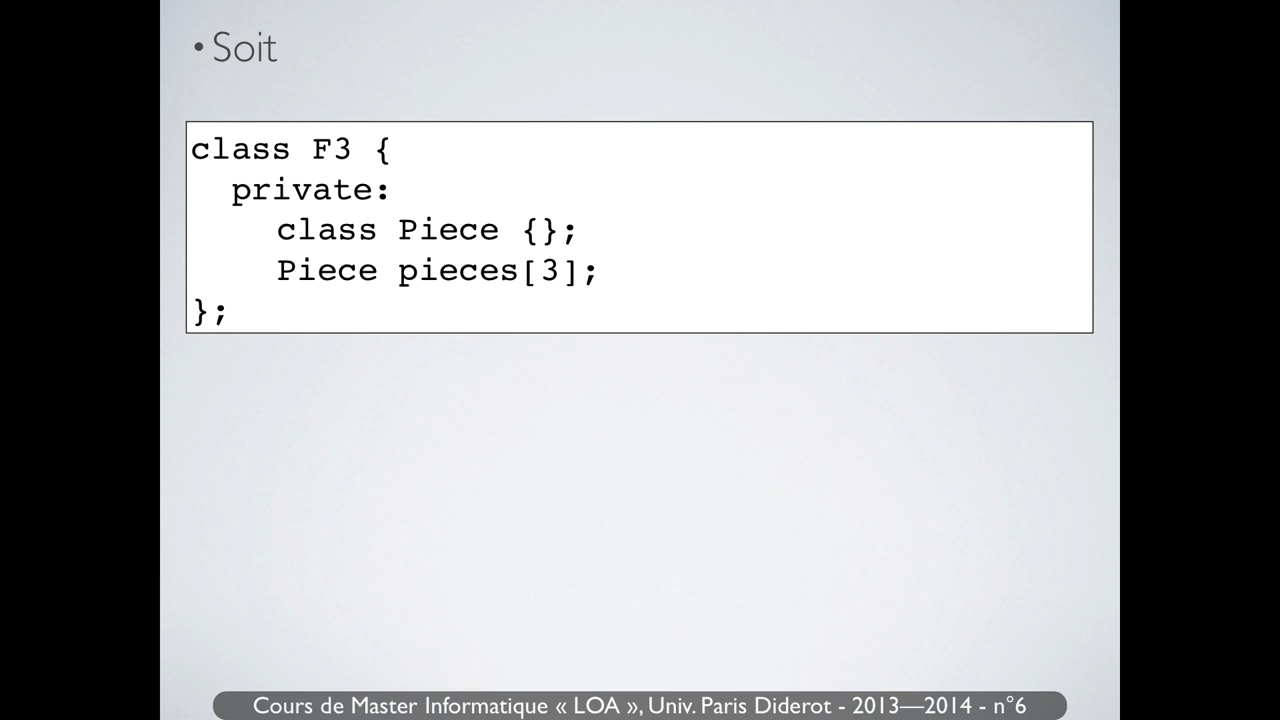 • Soit
class F3 {
  private:
    class Piece {};
    Piece pieces[3];
};
Cours de Master Informatique « LOA », Univ. Paris Diderot - 2013—2014 - n°6